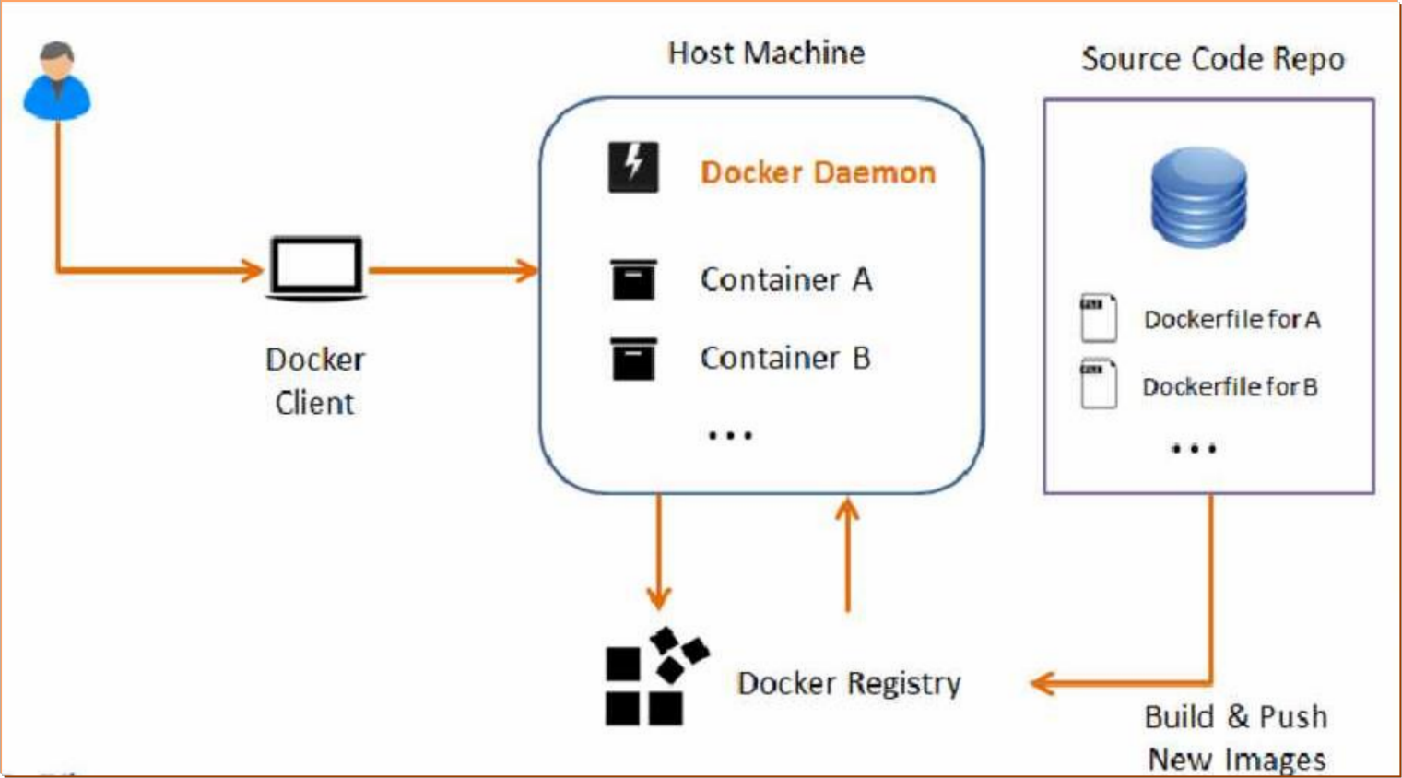 Host Machine
Source Code Repo
Docker Daemon
Container A
Container B
...
Docker
Client
Dockerfile for A
Dockerfile for B
...
Docker Registry
Build & Push
New Images